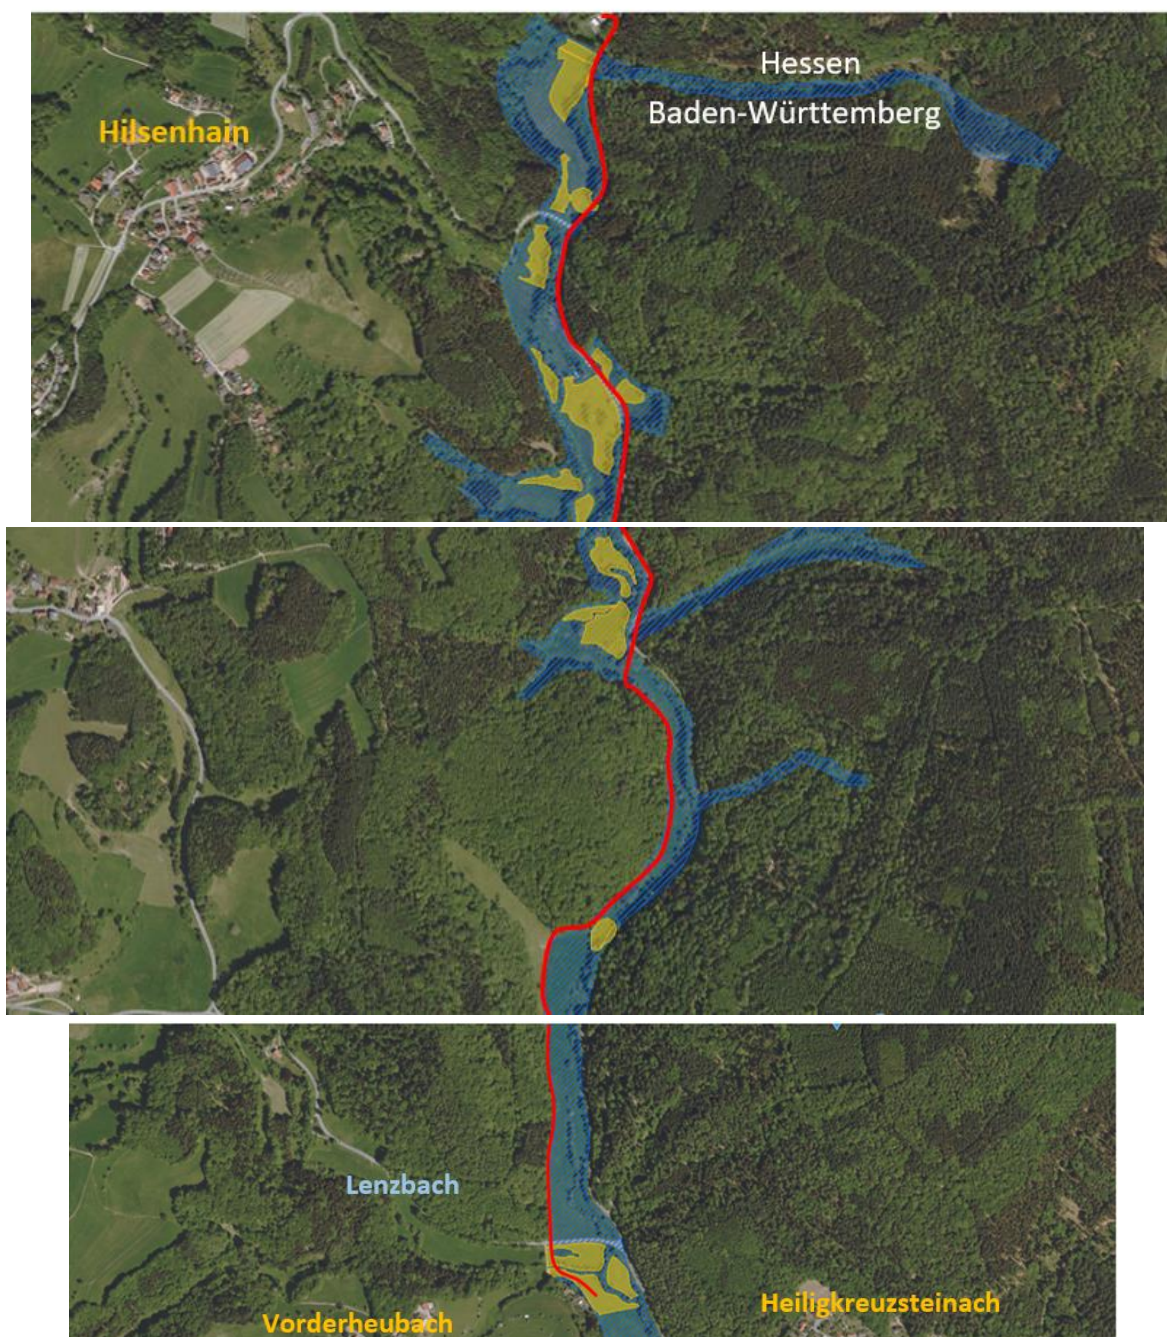 Hessen
Baden-Württemberg
Hilsenhain
Lenzbach
Heiligkreuzsteinach
Vorderheubach